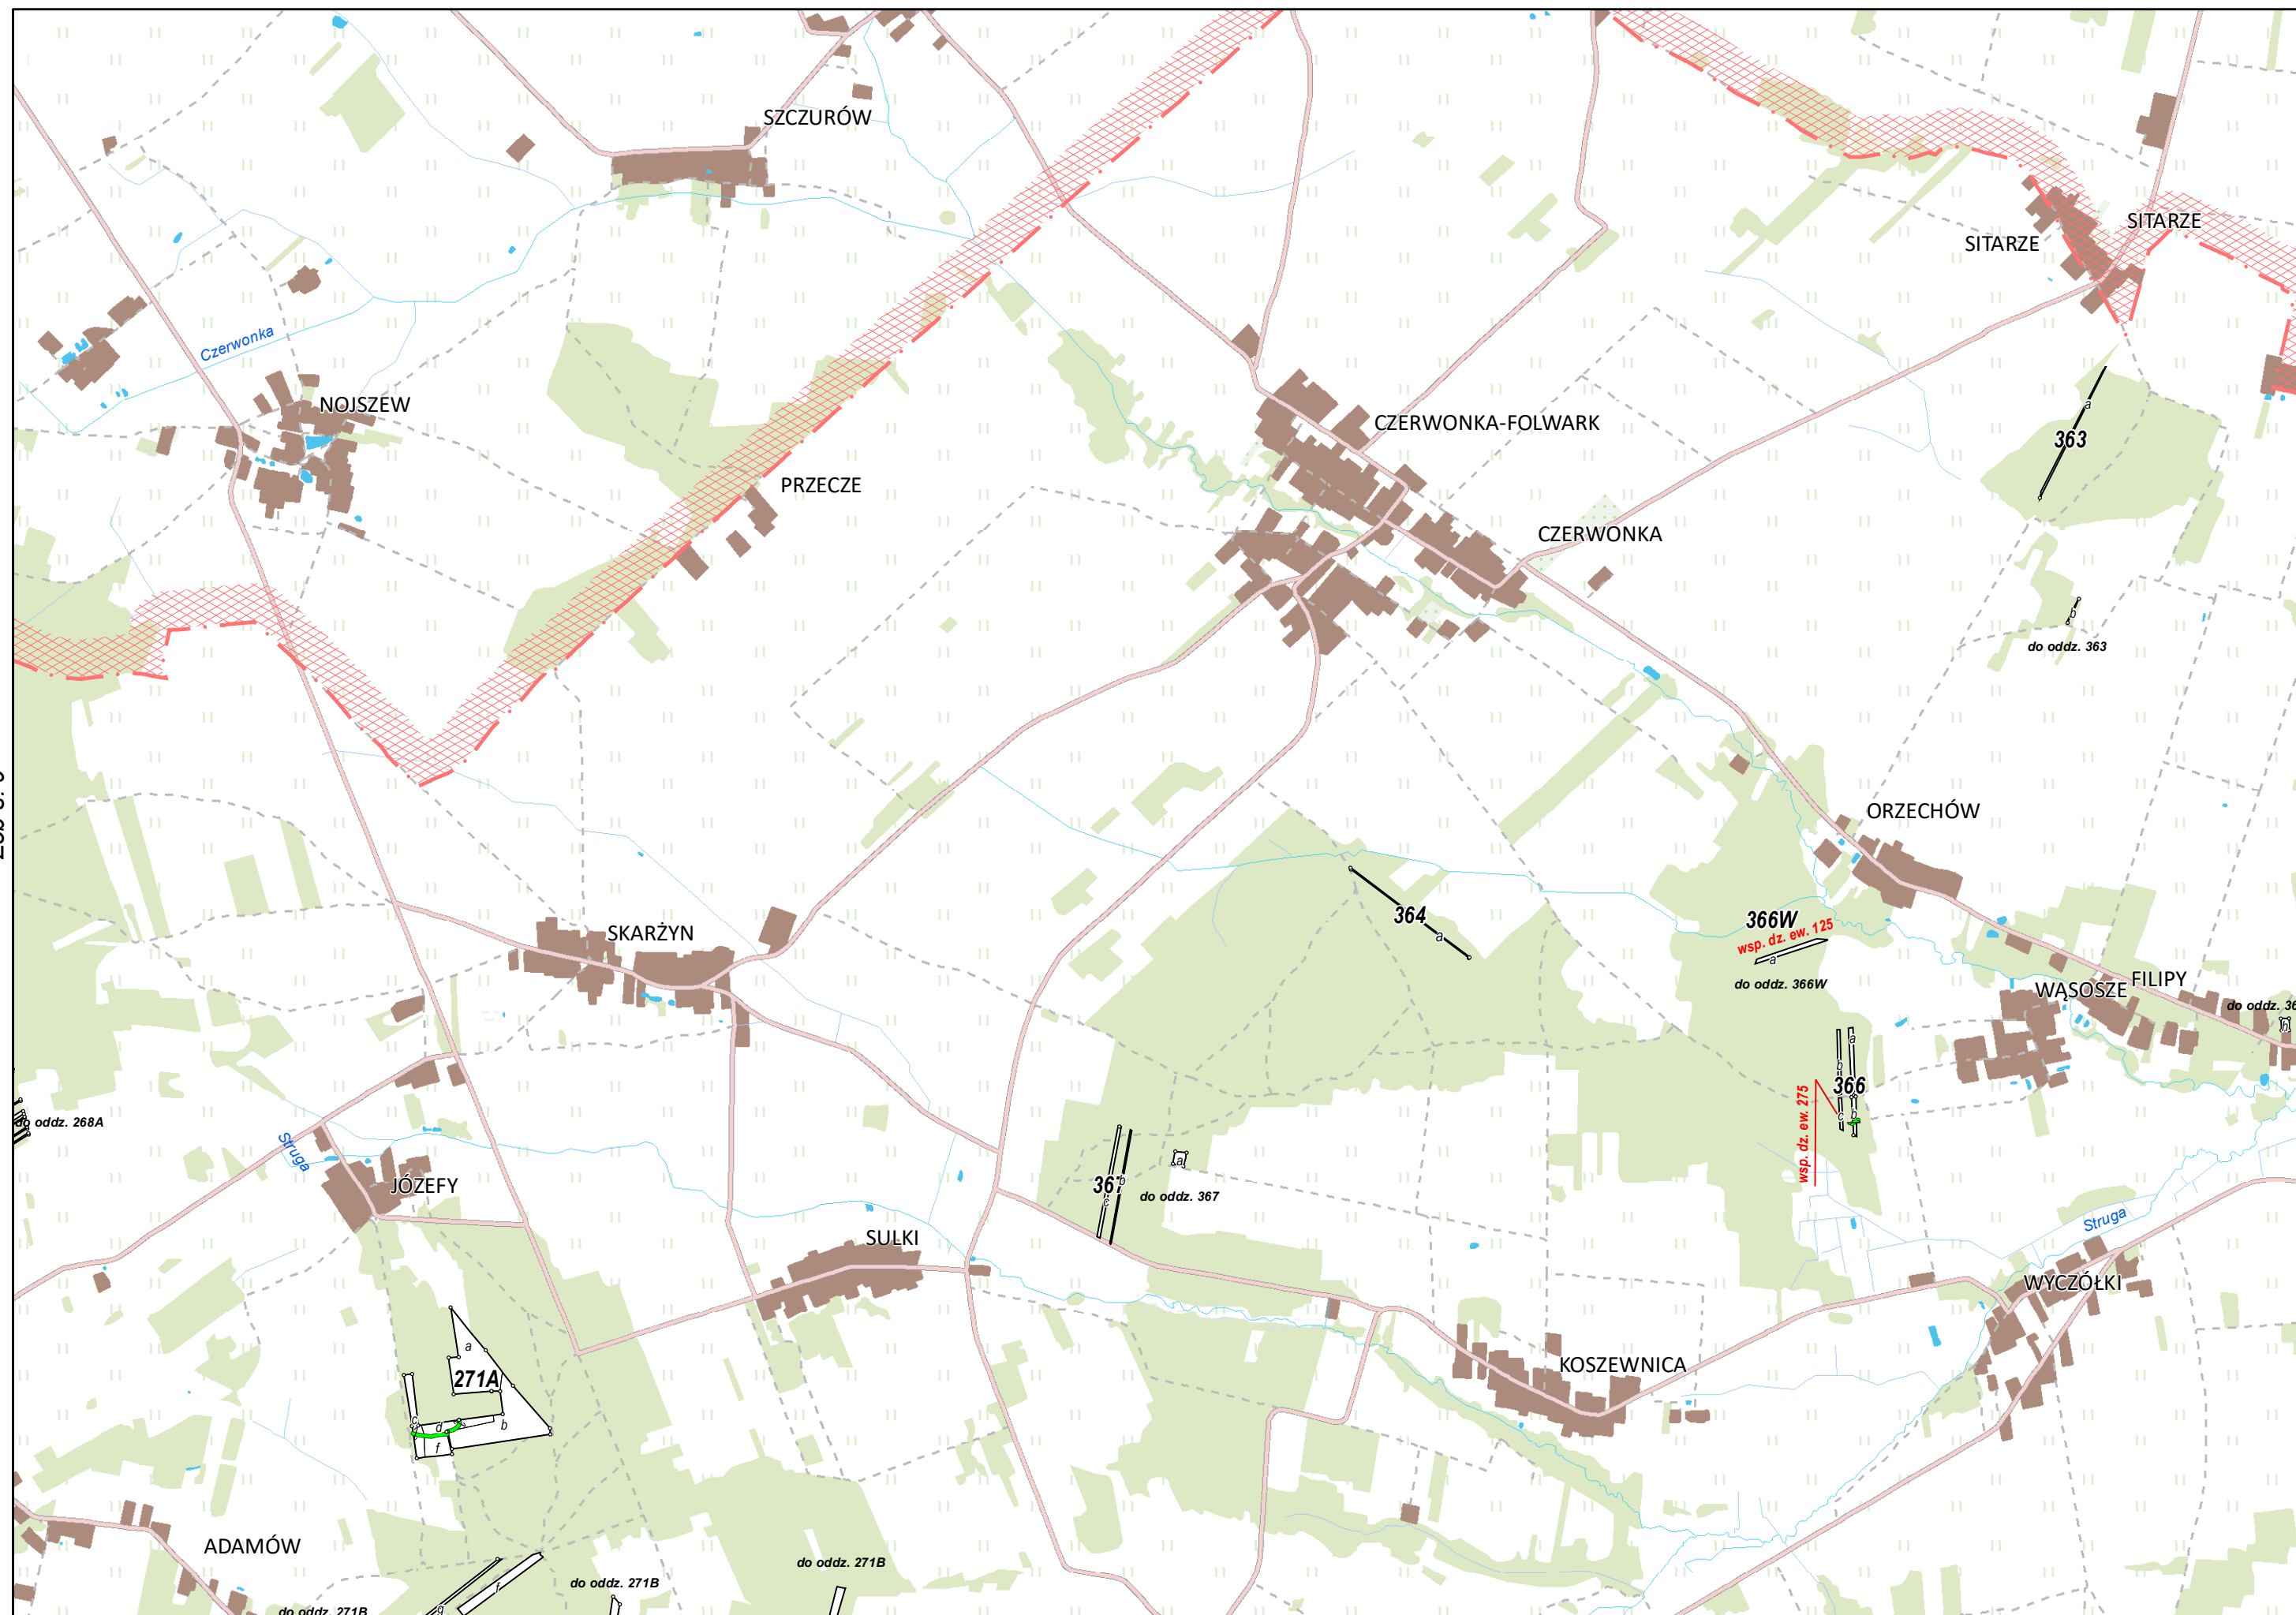 SZCZURÓW
SITARZE
SITARZE
Czerwonka
NOJSZEW
CZERWONKA-FOLWARK
a
363
PRZECZE
CZERWONKA
b
do oddz. 363
ORZECHÓW
364
a
366W
wsp. dz. ew. 125
a
do oddz. 366W
SKARŻYN
FILIPY
WĄSOSZE
h
a
b
366
c
b
wsp. dz. ew. 275
do oddz. 268A
Struga
JÓZEFY
a
367
b
c
do oddz. 367
Struga
SULKI
WYCZÓŁKI
a
271A
KOSZEWNICA
c
d
b
f
ADAMÓW
do oddz. 271B
do oddz. 271B
f
g
do oddz. 271B